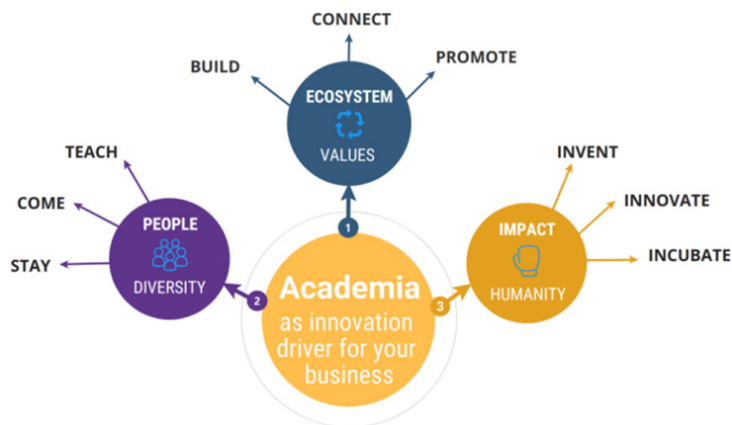 CONNECT
BUILD
PROMOTE
ECOSYSTEM
VALUES
TEACH
COME
STAY
PEOPLE
DIVERSITY
INVENT
INNOVATE
INCUBATE
IMPACT
HUMANITY
1
2
3
Academia
as innovation
driver for your
business